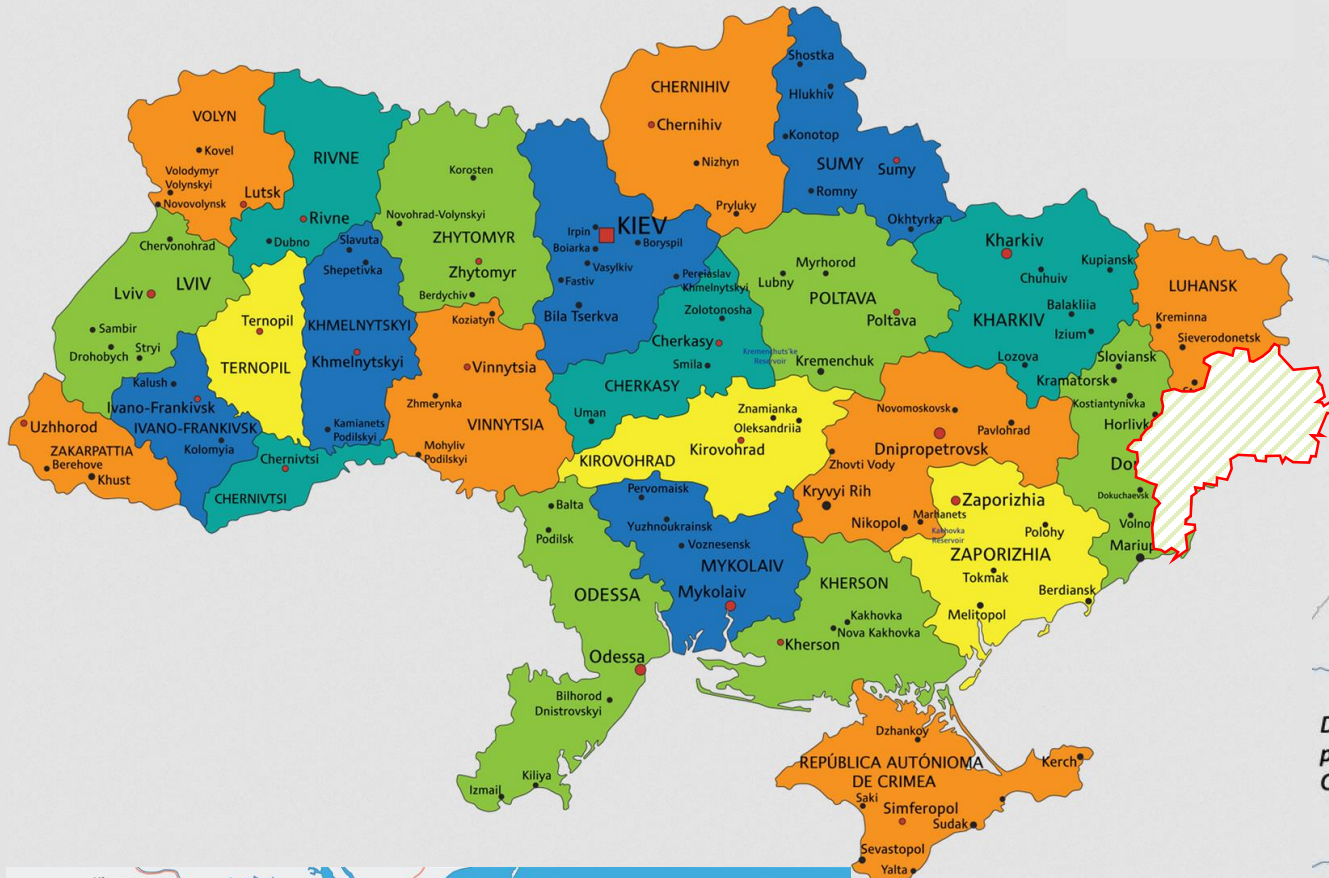 VOLYN
Kovel
Volodymyr
Volynskyi
Novovolynsk
Lutsk
RIVNE
Rivne
Dubno
Chervonohrad
LVIV
Lviv
Sambir
Drohobych
Stryi
Ternopil
TERNOPIL
Slavuta
Shepetivka
KHMELNYTSKYI
Khmelnytskyi
Kamianets
Podilskyi
Kalush
Ivano-Frankivsk
IVANO-FRANKIVSK
Kolomyia
Uzhhorod
ZAKARPATTIA
Berehove
Khust
Chernivtsi
CHERNIVTSI
Korosten
Novohrad-Volynskyi
ZHYTOMYR
Zhytomyr
Berdychiv
Koziatyn
Vinnytsia
Zhmerynka
VINNYTSIA
Mohyliv
Podilskyi
KIEV
Irpin
Boryspil
Boiarka
Vasylkiv
Fastiv
Pereiaslav
Khmelnytskyi
Bila Tserkva
CHERNIHIV
Chernihiv
Nizhyn
Pryluky
Shostka
Hlukhiv
Konotop
SUMY
Sumy
Romny
Okhtyrka
Zolotonosha
Cherkasy
Smila
CHERKASY
Uman
Kremenchuts'ke
Reservoir
Myrhorod
Lubny
POLTAVA
Poltava
Kremenchuk
Kharkiv
Kupiansk
Chuhuiv
Balakliia
KHARKIV
Izium
Lozova
LUHANSK
Kreminna
Sieverodonetsk
Sloviansk
Kramatorsk
Kostiantynivka
Horlivk
Dokuchaevsk
Volno
Mariup
Znamianka
Oleksandriia
Kirovohrad
KIROVOHRAD
Novomoskovsk
Pavlohrad
Dnipropetrovsk
Zhovti Vody
Kryvyi Rih
Nikopol
Marhanets
Kakhovka
Reservoir
Zaporizhia
Polohy
ZAPORIZHIA
Tokmak
Berdiansk
Melitopol
Balta
Podilsk
ODESSA
Odessa
Bilhorod
Dnistrovskyi
Kiliya
Izmail
Pervomaisk
Yuzhnoukrainsk
Voznesensk
MYKOLAIV
Mykolaiv
KHERSON
Kakhovka
Nova Kakhovka
Kherson
Dzhankoy
REPÚBLICA AUTÓNIOMA
DE CRIMEA
Kerch
Saki
Simferopol
Sudak
Sevastopol
Yalta